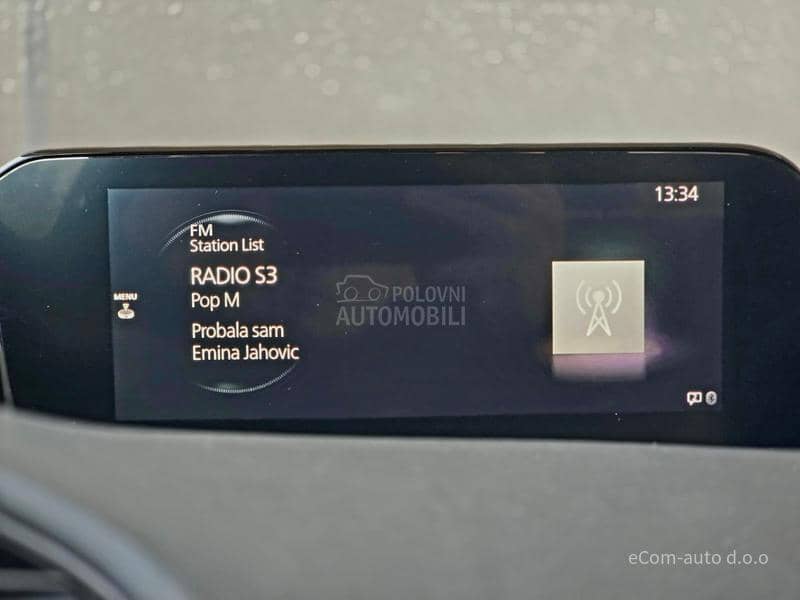 13:34
FM
Station List
RADIO S3
Pop M
Probala sam
Emina Jahovic
MENU
POLOVNI
AUTOMOBILI
eCom-auto d.o.o